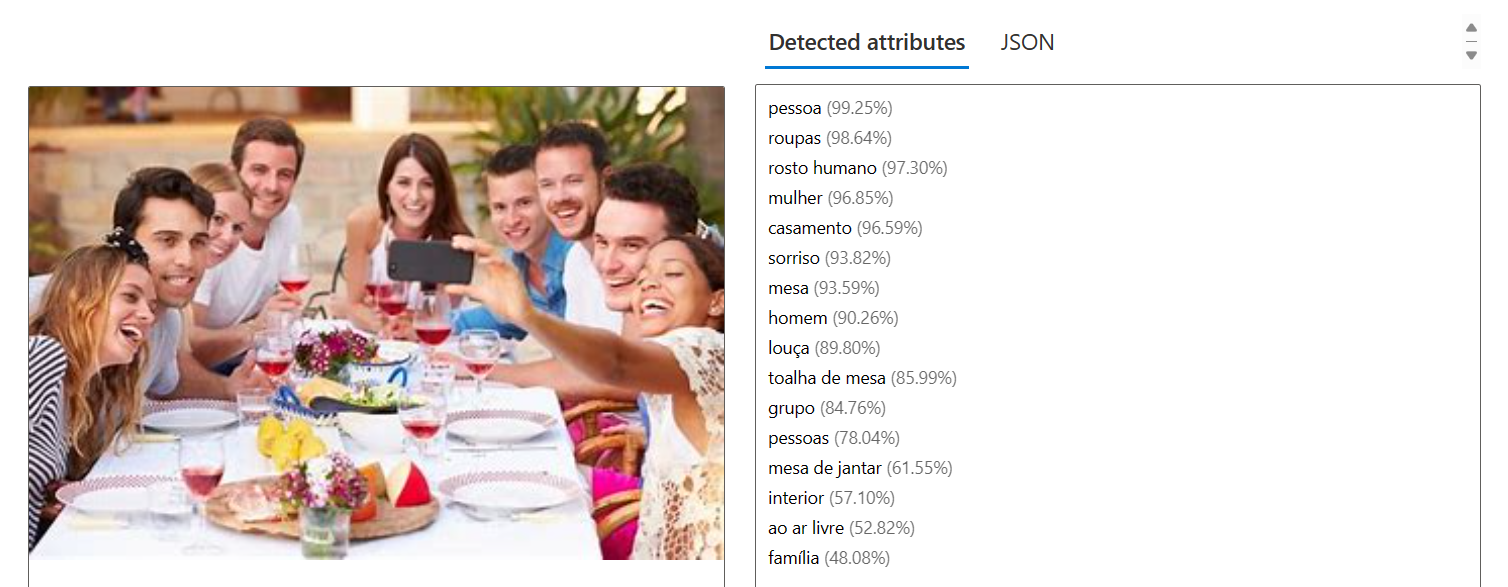 Detected attributes JSON
pessoa (99.25%)
roupas (98.64%)
rosto humano (97.30%)
mulher (96.85%)
casamento (96.59%)
sorriso (93.82%)
mesa (93.59%)
homem (90.26%)
louça (89.80%)
toalha de mesa (85.99%)
grupo (84.76%)
pessoas (78.04%)
mesa de jantar (61.55%)
interior (57.10%)
ao ar livre (52.82%)
família (48.08%)